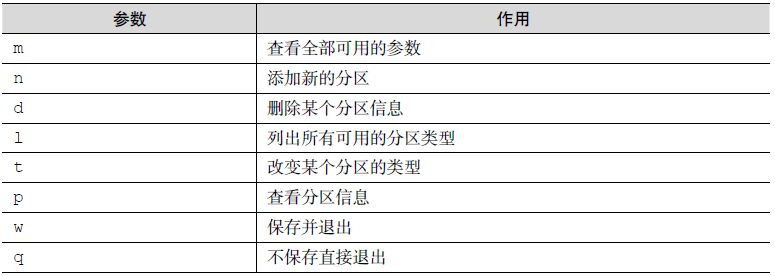 参数 作用
m 查看全部可用的参数
n 添加新的分区
d 删除某个分区信息
l 列出所有可用的分区类型
t 改变某个分区的类型
p 查看分区信息
w 保存并退出
q 不保存直接退出